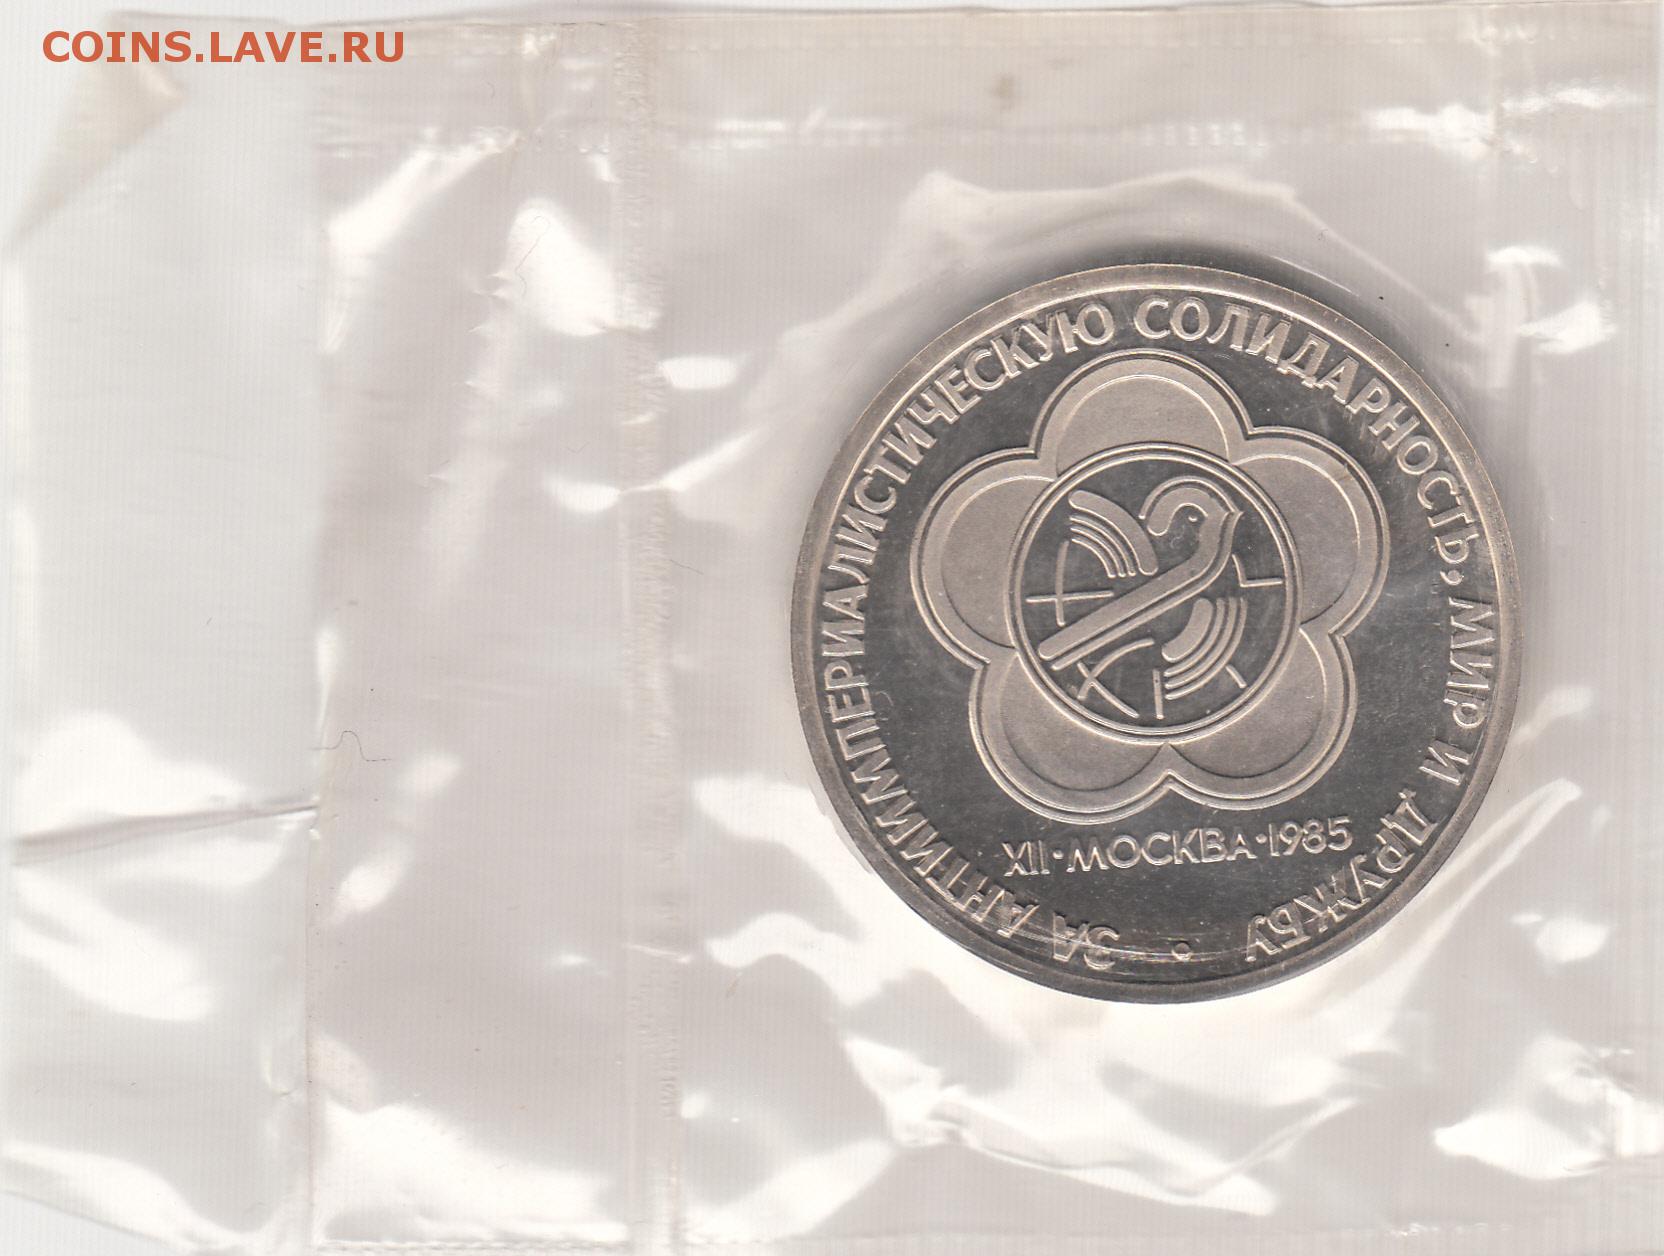 COINS.LAVE.RU
ЗА АНТИИМПЕРИАЛИСТИЧЕСКУЮ СОЛИДАРНОСТЬ, МИР И ДРУЖБУ •
XII•МОСКВА•1985